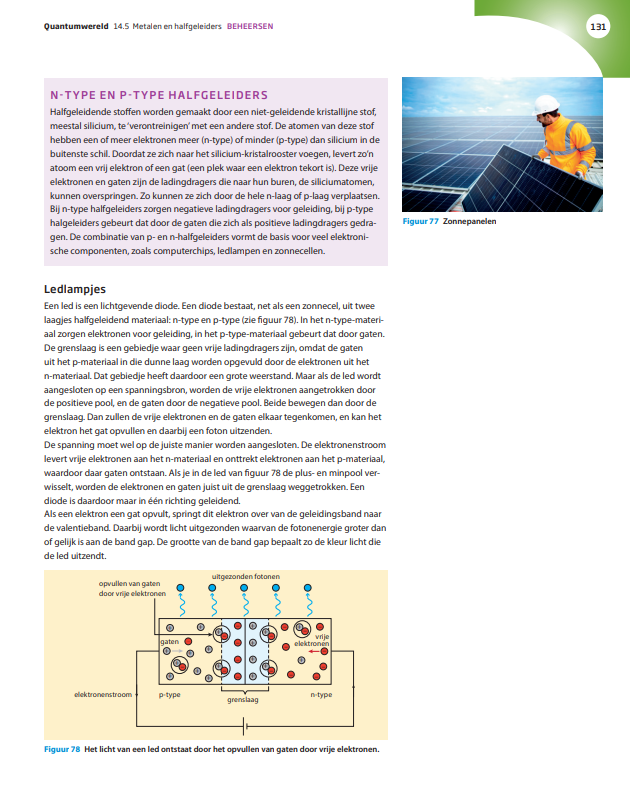 Quantumwereld 14.5 Metalen en halfgeleiders BEHEERSEN
131
N-TYPE EN P-TYPE HALFGELEIDERS
Halfgeleidende stoffen worden gemaakt door een niet-geleidende kristallijne stof,
meestal silicium, te ‘verontreinigen’ met een andere stof. De atomen van deze stof
hebben een of meer elektronen meer (n-type) of minder (p-type) dan silicium in de
buitenste schil. Doordat ze zich naar het silicium-kristalrooster voegen, levert zo’n
atoom een vrij elektron of een gat (een plek waar een elektron tekort is). Deze vrije
elektronen en gaten zijn de ladingdragers die naar hun buren, de siliciumatomen,
kunnen overspringen. Zo kunnen ze zich door de hele n-laag of p-laag verplaatsen.
Bij n-type halfgeleiders zorgen negatieve ladingdragers voor geleiding, bij p-type
halgeleiders gebeurt dat door de gaten die zich als positieve ladingdragers gedra-
gen. De combinatie van p- en n-halfgeleiders vormt de basis voor veel elektroni-
sche componenten, zoals computerchips, ledlampen en zonnecellen.
Figuur 77 Zonnepanelen
Ledlampjes
Een led is een lichtgevende diode. Een diode bestaat, net als een zonnecel, uit twee
laagjes halfgeleidend materiaal: n-type en p-type (zie figuur 78). In het n-type-materi-
aal zorgen elektronen voor geleiding, in het p-type-materiaal gebeurt dat door gaten.
De grenslaag is een gebiedje waar geen vrije ladingdragers zijn, omdat de gaten
uit het p-materiaal in die dunne laag worden opgevuld door de elektronen uit het
n-materiaal. Dat gebiedje heeft daardoor een grote weerstand. Maar als de led wordt
aangesloten op een spanningsbron, worden de vrije elektronen aangetrokken door
de positieve pool, en de gaten door de negatieve pool. Beide bewegen dan door de
grenslaag. Dan zullen de vrije elektronen en de gaten elkaar tegenkomen, en kan het
elektron het gat opvullen en daarbij een foton uitzenden.
De spanning moet wel op de juiste manier worden aangesloten. De elektronenstroom
levert vrije elektronen aan het n-materiaal en onttrekt elektronen aan het p-materiaal,
waardoor gaten ontstaan. Als je in de led van figuur 78 de plus- en minpool ver-
wisselt, worden de elektronen en gaten juist uit de grenslaag weggetrokken. Een
diode is daardoor maar in één richting geleidend.
Als een elektron een gat opvult, springt dit elektron over van de geleidingsband naar
de valentieband. Daarbij wordt licht uitgezonden waarvan de fotonenergie groter dan
of gelijk is aan de band gap. De grootte van de band gap bepaalt zo de kleur licht die
de led uitzendt.
uitgezonden fotonen
opvullen van gaten
door vrije elektronen
gaten
vrije
elektronen
elektronenstroom
p-type
grenslaag
n-type
Figuur 78 Het licht van een led ontstaat door het opvullen van gaten door vrije elektronen.